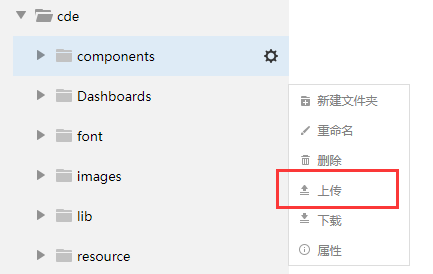 cde
components
Dashboards
font
images
lib
resource
新建文件夹
重命名
删除
上传
下载
属性